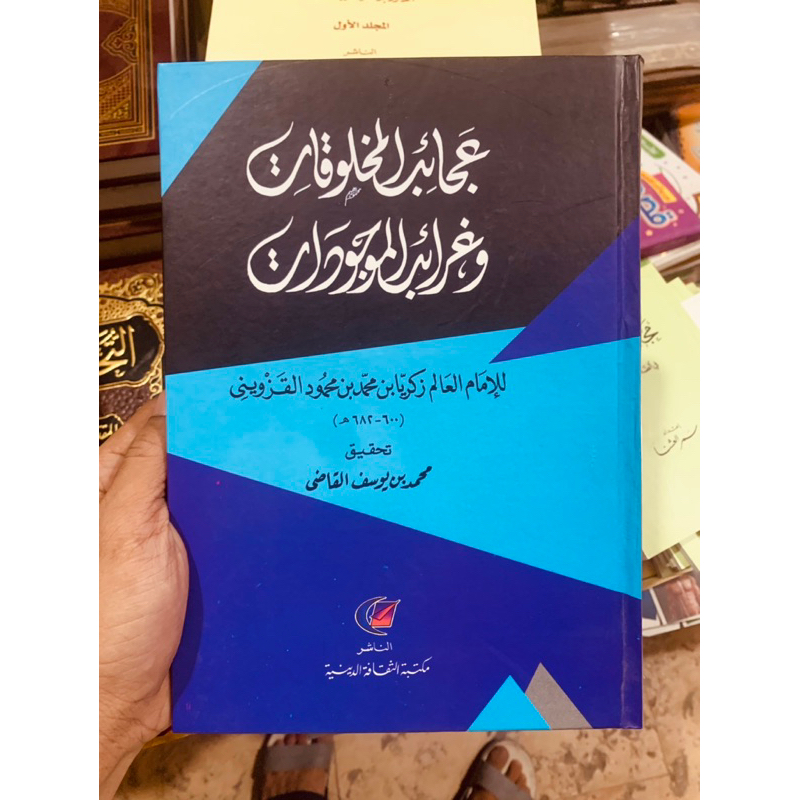 المجلد الأول
الناشر
عجائب المخلوقات
وغرائب الموجودات
للإمام العالم زكريا بن محمد بن محمود القزويني
(٦٠٠-٦٨٢هـ)
تحقيق
محمد بن يوسف القاضي
الناشر
مكتبة الثقافة الدينية